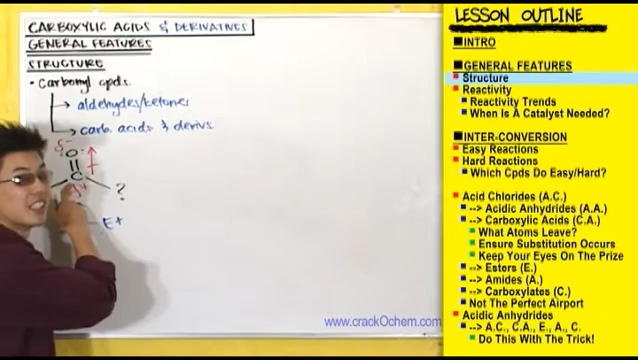 CARBOXYLIC ACIDS & DERIVATIVES
GENERAL FEATURES
STRUCTURE
• Carbonyl cpds.
aldehydes/ketones
carb. acids & derivs.
δ-
O
C
δ+
?
E+
www.crackOchem.com
LESSON OUTLINE
INTRO
GENERAL FEATURES
Structure
Reactivity
Reactivity Trends
When Is A Catalyst Needed?
INTER-CONVERSION
Easy Reactions
Hard Reactions
Which Cpds Do Easy/Hard?
Acid Chlorides (A.C.)
--> Acidic Anhydrides (A.A.)
--> Carboxylic Acids (C.A.)
What Atoms Leave?
Ensure Substitution Occurs
Keep Your Eyes On The Prize
--> Esters (E.)
--> Amides (A.)
--> Carboxylates (C.)
Not The Perfect Airport
Acidic Anhydrides
--> A.C., C.A., E., A., C.
Do This With The Trick!